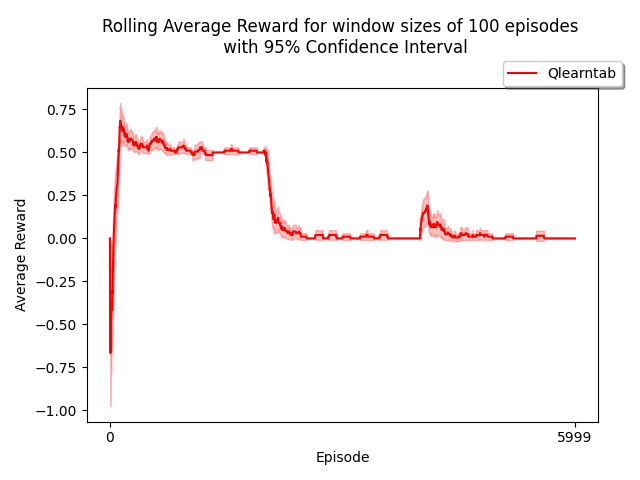 Rolling Average Reward for window sizes of 100 episodes
with 95% Confidence Interval
Qlearntab
0.75
0.50
0.25
0.00
−0.25
−0.50
−0.75
−1.00
Average Reward
0
5999
Episode